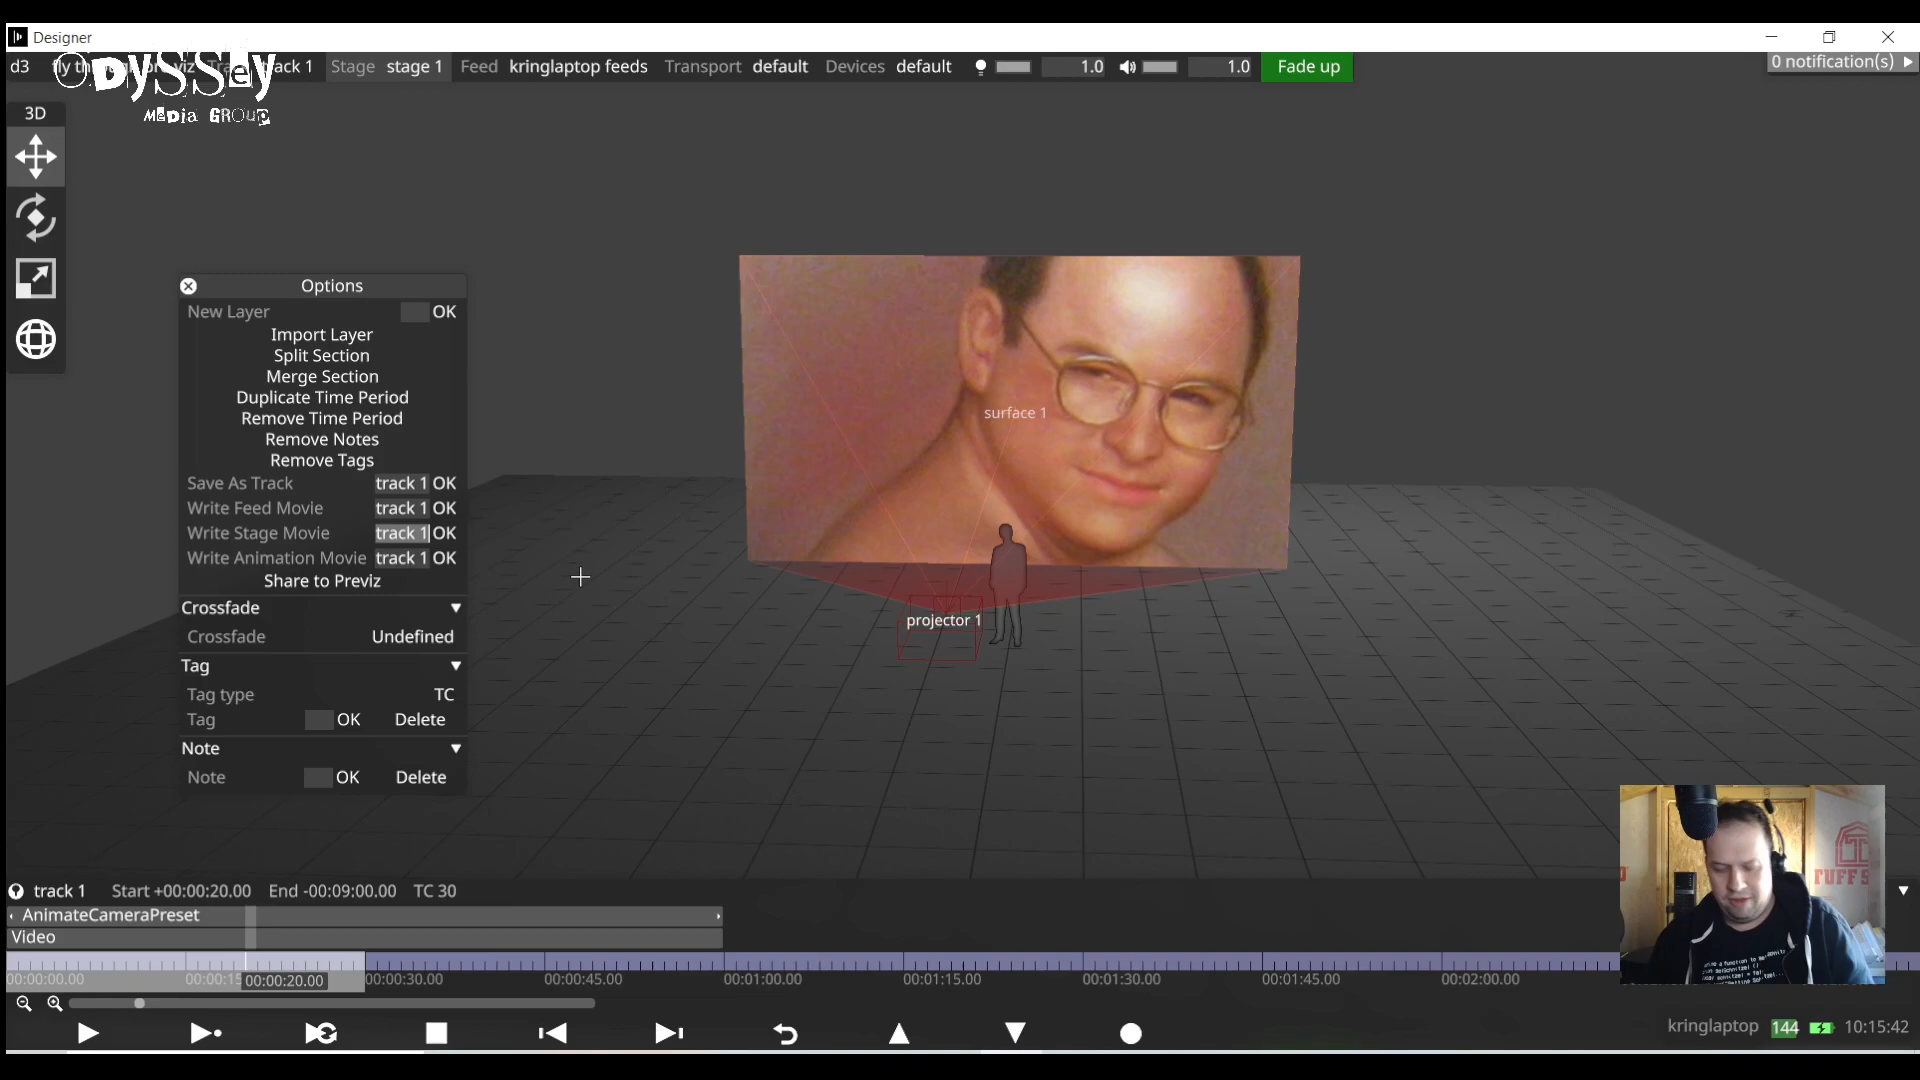 Designer
ODySSey
MeDia GROup
d3 track 1 Stage stage 1 Feed kringlaptop feeds Transport default Devices default 1.0 1.0 Fade up
0 notification(s)
3D
Options
New Layer OK
Import Layer
Split Section
Merge Section
Duplicate Time Period
Remove Time Period
Remove Notes
Remove Tags
Save As Track track 1 OK
Write Feed Movie track 1 OK
Write Stage Movie track 1 OK
Write Animation Movie track 1 OK
Share to Previz
Crossfade
Crossfade Undefined
Tag
Tag type TC
Tag OK Delete
Note
Note OK Delete
surface 1
projector 1
TUFF S
track 1 Start +00:00:20.00 End -00:09:00.00 TC 30
AnimateCameraPreset
Video
00:00:00.00 00:00:15 00:00:20.00 00:00:30.00 00:00:45.00 00:01:00.00 00:01:15.00 00:01:30.00 00:01:45.00 00:02:00.00
kringlaptop 144 10:15:42